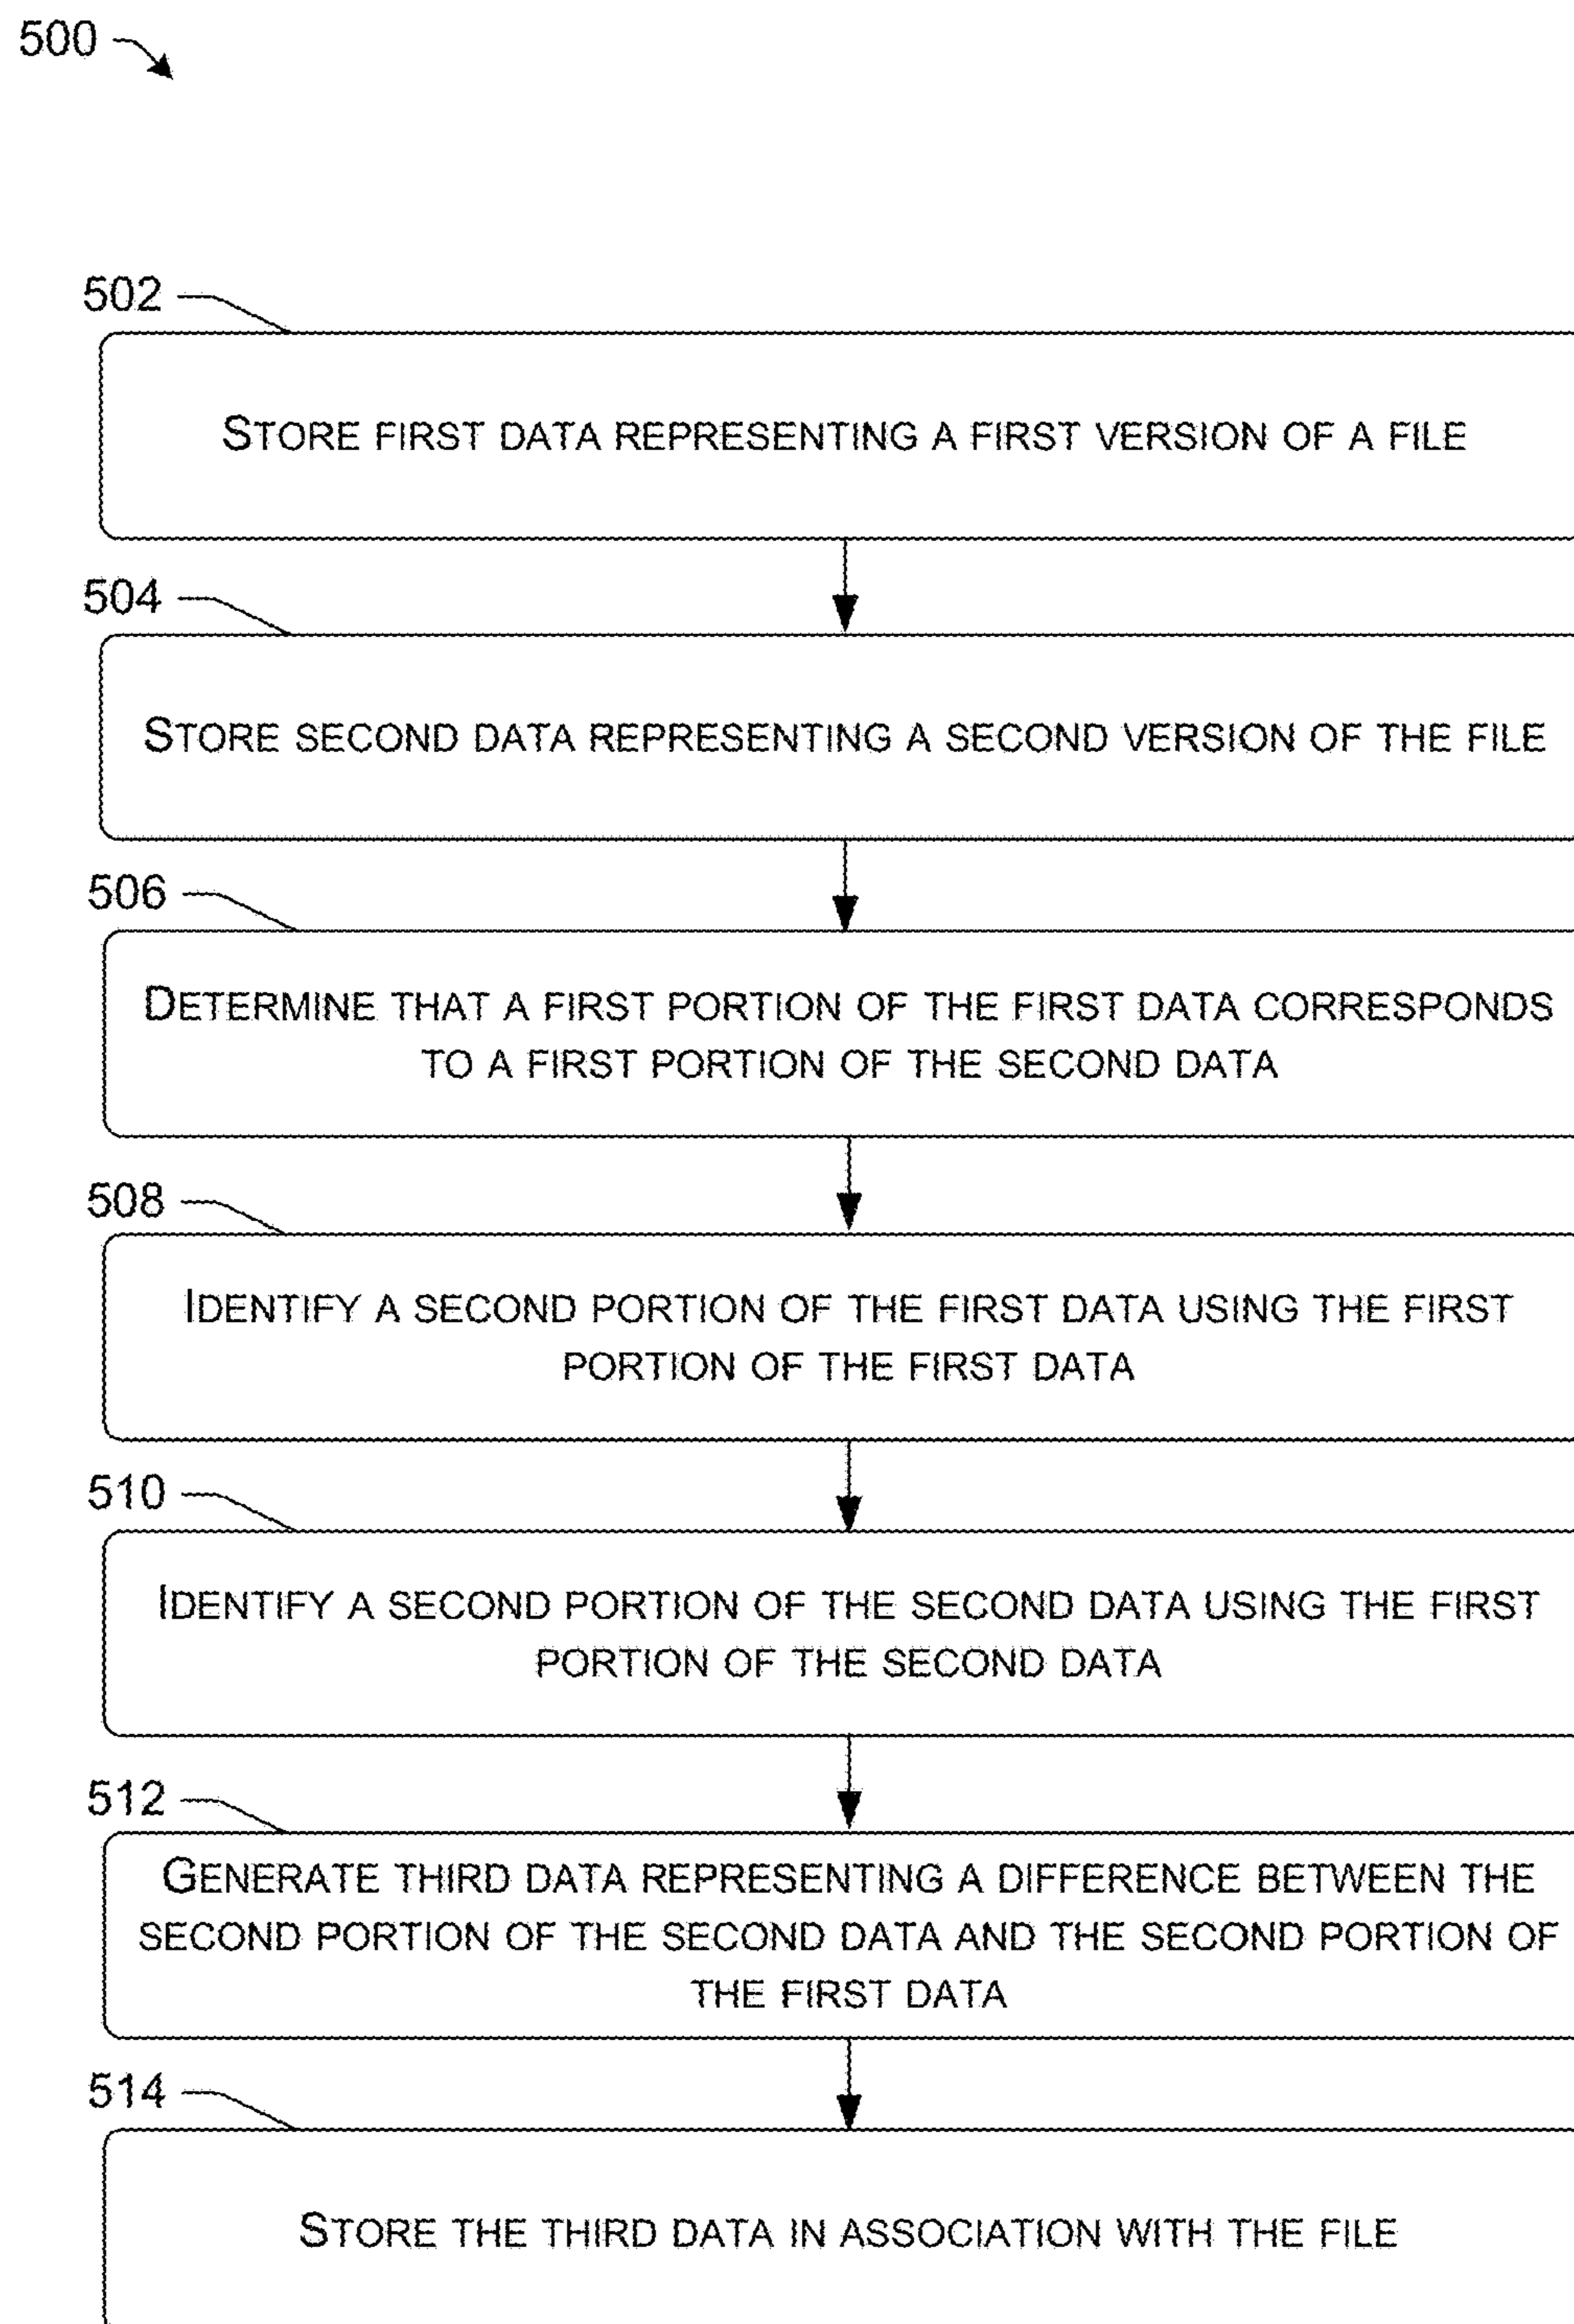 500
502
STORE FIRST DATA REPRESENTING A FIRST VERSION OF A FILE
504
STORE SECOND DATA REPRESENTING A SECOND VERSION OF THE FILE
506
DETERMINE THAT A FIRST PORTION OF THE FIRST DATA CORRESPONDS
TO A FIRST PORTION OF THE SECOND DATA
508
IDENTIFY A SECOND PORTION OF THE FIRST DATA USING THE FIRST
PORTION OF THE FIRST DATA
510
IDENTIFY A SECOND PORTION OF THE SECOND DATA USING THE FIRST
PORTION OF THE SECOND DATA
512
GENERATE THIRD DATA REPRESENTING A DIFFERENCE BETWEEN THE
SECOND PORTION OF THE SECOND DATA AND THE SECOND PORTION OF
THE FIRST DATA
514
STORE THE THIRD DATA IN ASSOCIATION WITH THE FILE